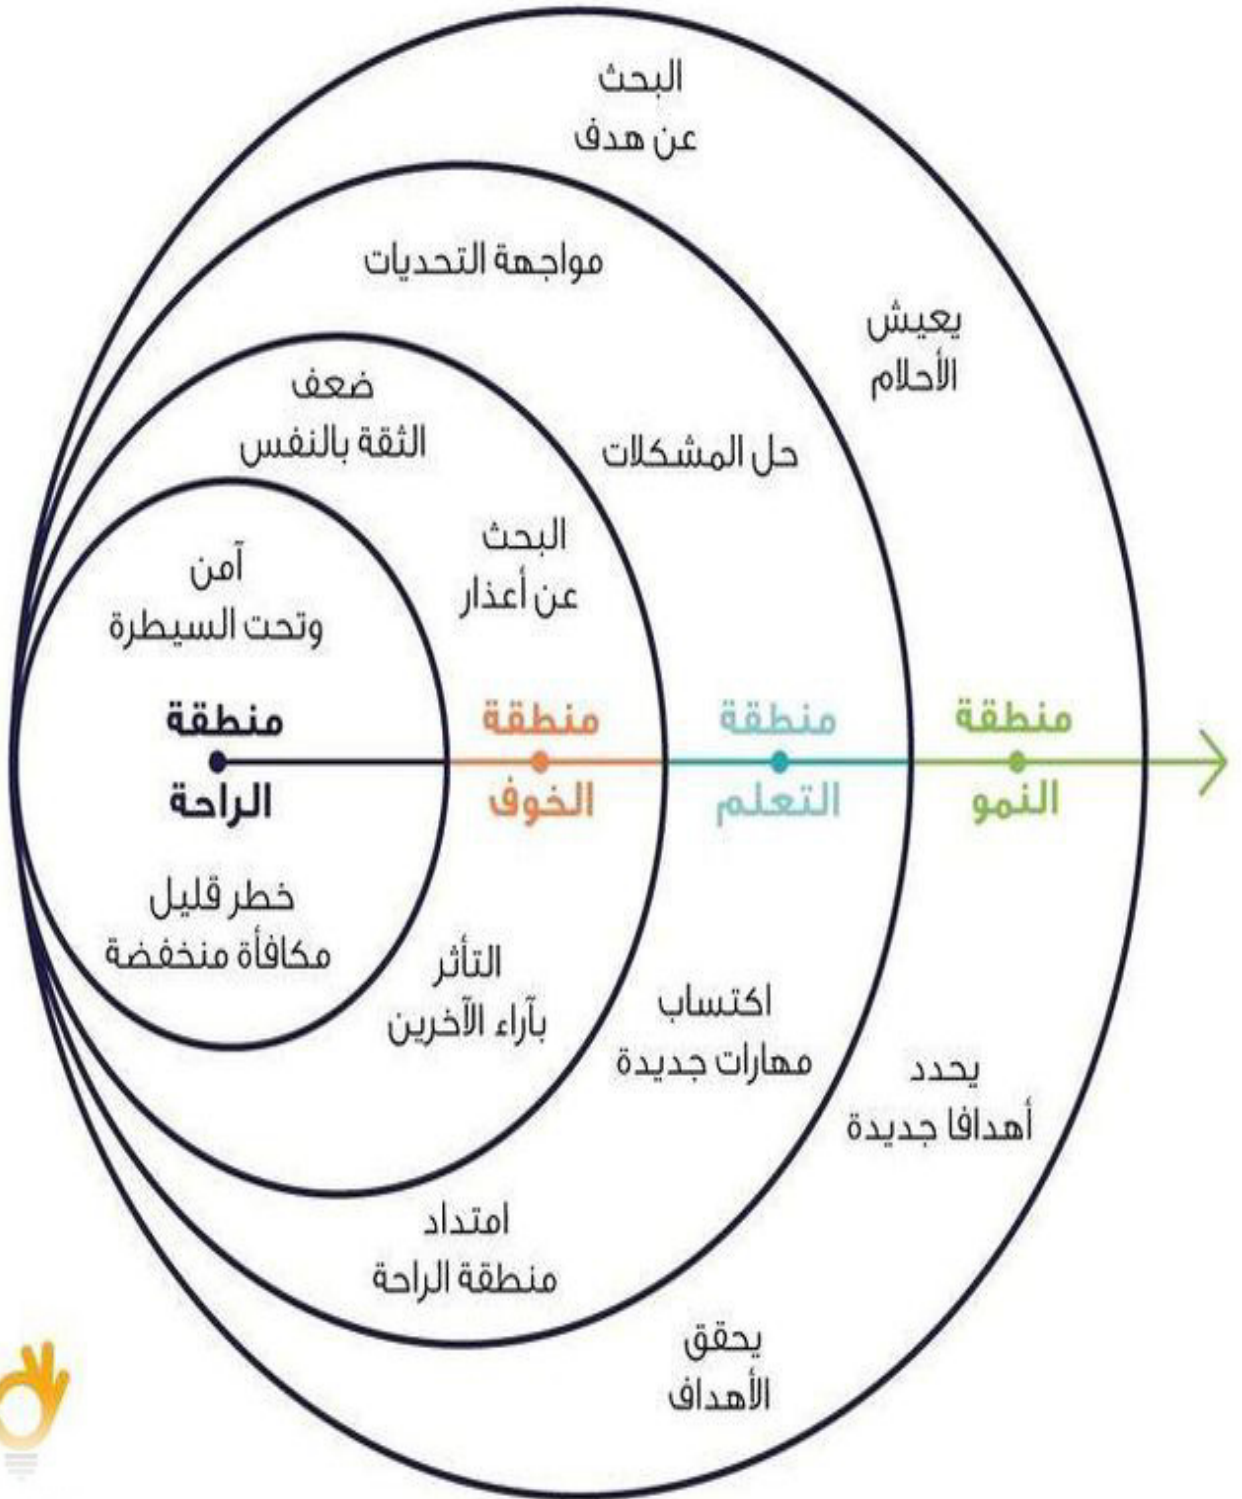 البحث
عن هدف
مواجهة التحديات
يعيش
الأحلام
ضعف
الثقة بالنفس
حل المشكلات
البحث
عن أعذار
آمن
وتحت السيطرة
منطقة
الراحة
منطقة
الخوف
منطقة
التعلم
منطقة
النمو
خطر قليل
مكافأة منخفضة
التأثر
بآراء الآخرين
اكتساب
مهارات جديدة
يحدد
أهدافا جديدة
امتداد
منطقة الراحة
يحقق
الأهداف